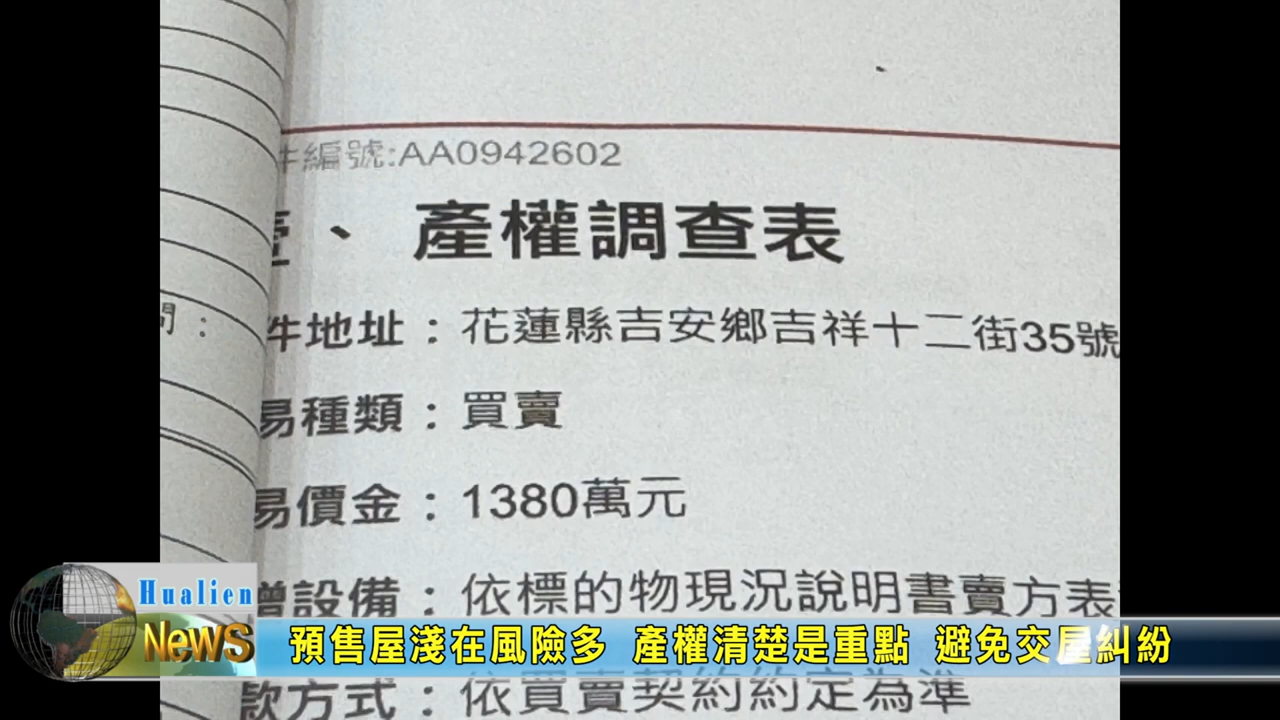 件編號:AA0942602
壹、產權調查表
件地址：花蓮縣吉安鄉吉祥十二街35號
易種類：買賣
易價金：1380萬元
贈設備：依標的物現況說明書賣方表
款方式：依買賣契約約定為準
問：
Hualien
NewS
預售屋淺在風險多 產權清楚是重點 避免交屋糾紛